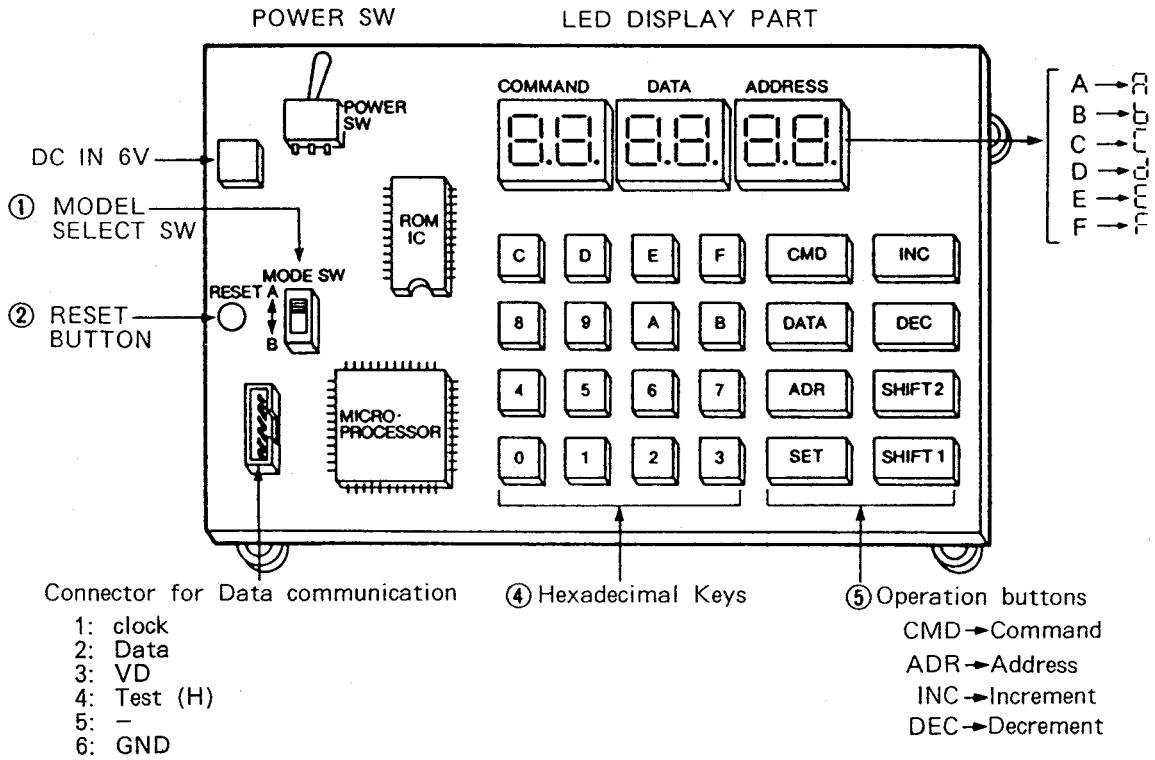 POWER SW
LED DISPLAY PART
COMMAND DATA ADDRESS
POWER
SW
A→A
B→b
C→C
D→d
E→E
F→F
DC IN 6V
① MODEL
SELECT SW
ROM
IC
MODE SW
RESET A
B
② RESET
BUTTON
C D E F CMD INC
8 9 A B DATA DEC
4 5 6 7 ADR SHIFT 2
0 1 2 3 SET SHIFT 1
MICRO-
PROCESSOR
Connector for Data communication
1: clock
2: Data
3: VD
4: Test (H)
5: –
6: GND
④ Hexadecimal Keys
⑤ Operation buttons
CMD→Command
ADR→Address
INC→Increment
DEC→Decrement